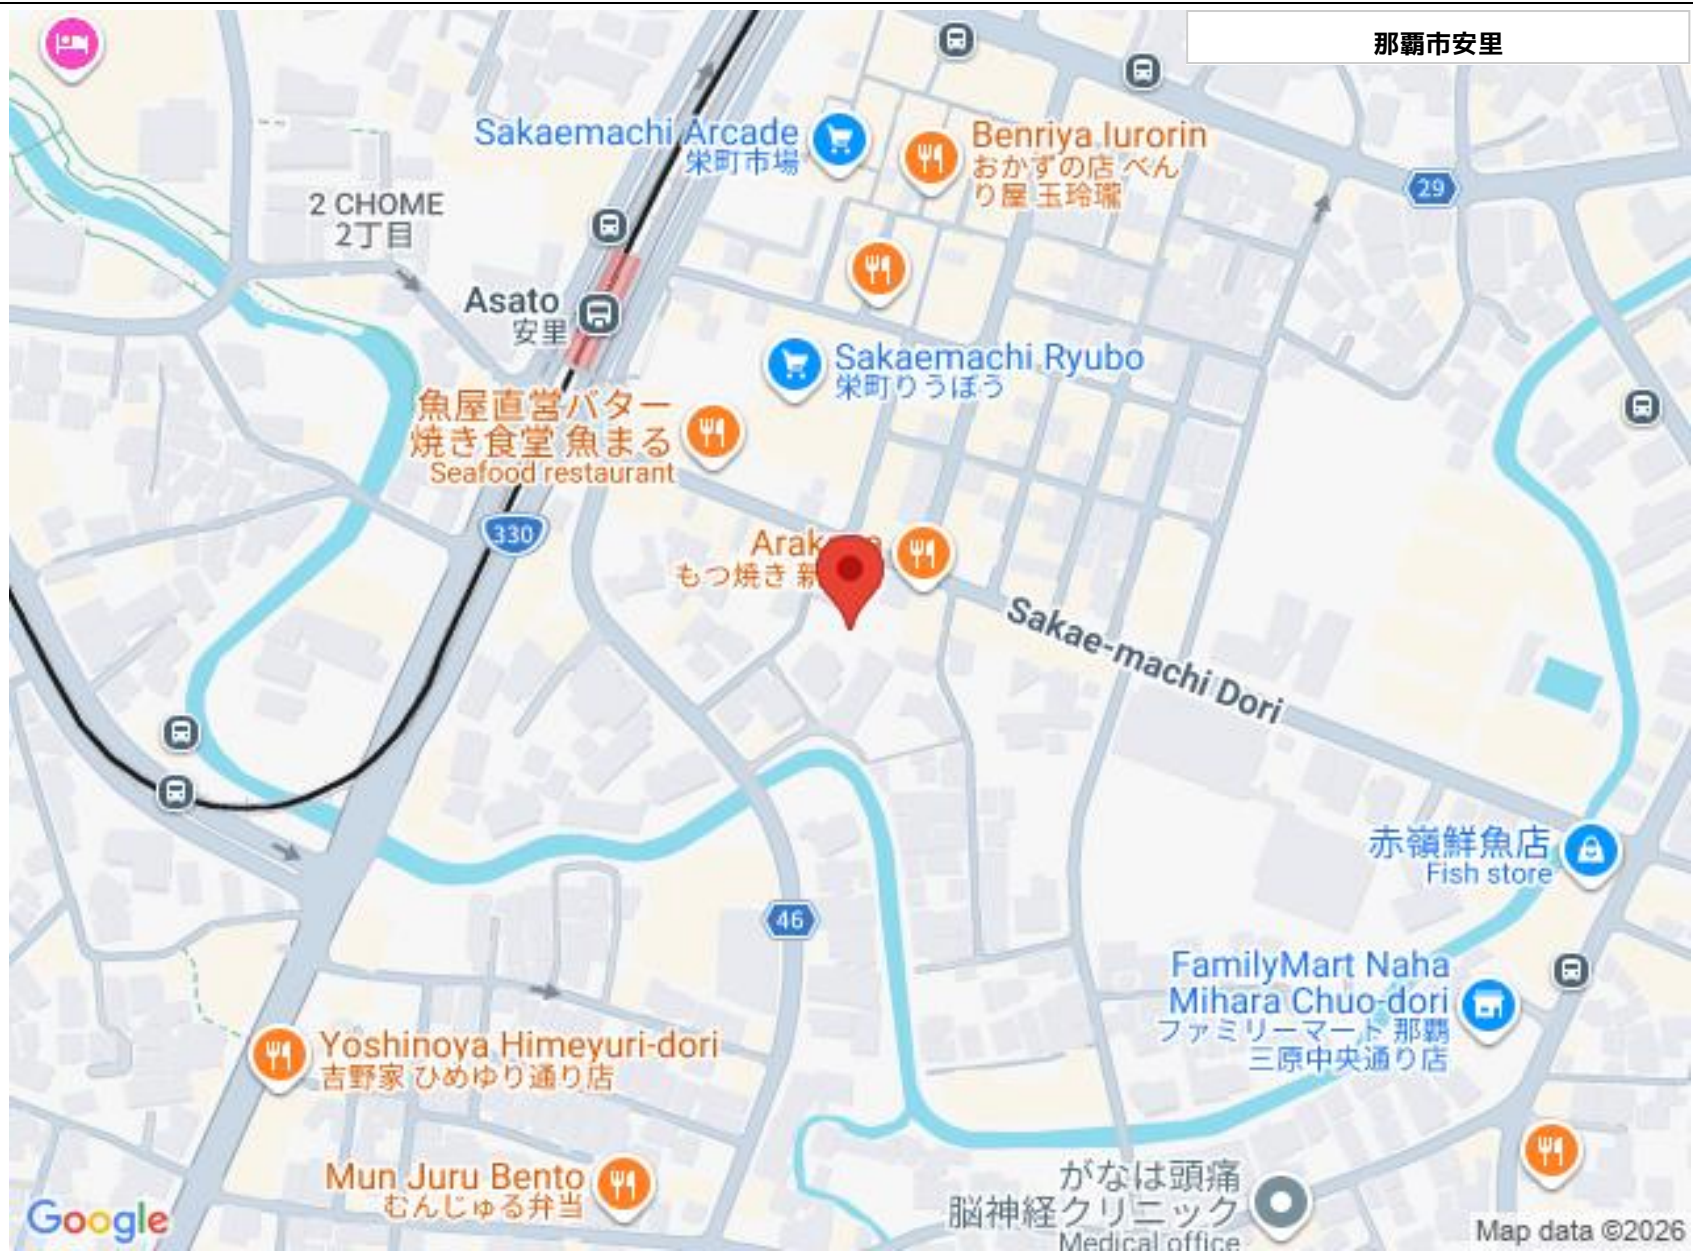 那覇市安里
Sakaemachi Arcade
栄町市場
Benriya Iurorin
おかずの店 べん
り屋 玉玲瓏
29
2 CHOME
2丁目
Asato
安里
Sakaemachi Ryubo
栄町りうぼう
魚屋直営バター
焼き食堂 魚まる
Seafood restaurant
330
もつ焼き
Sakae-machi Dori
赤嶺鮮魚店
Fish store
46
FamilyMart Naha
Mihara Chuo-dori
ファミリーマート 那覇
三原中央通り店
Yoshinoya Himeyuri-dori
吉野家 ひめゆり通り店
Mun Juru Bento
むんじゅる弁当
がなは頭痛
脳神経クリニック
Medical office
Google
Map data ©2026